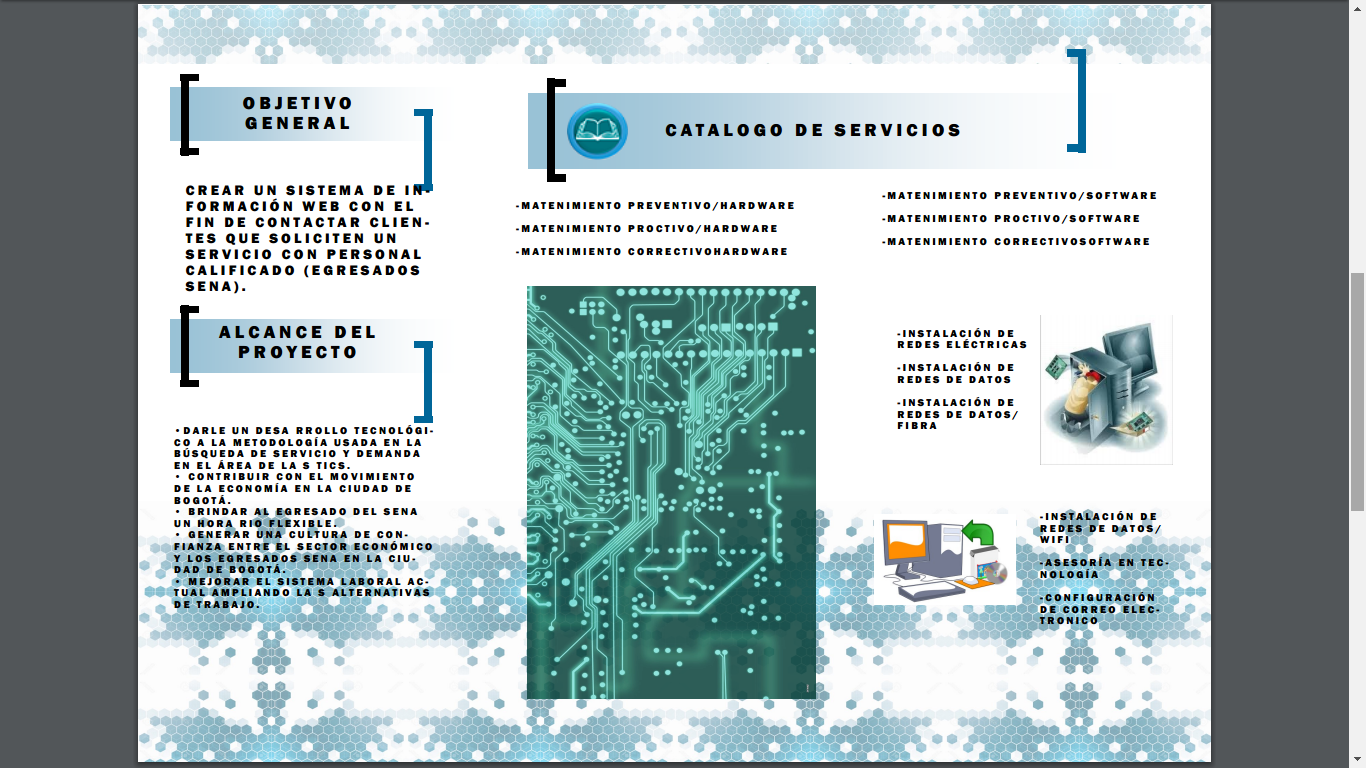 OBJETIVO
GENERAL
CREAR UN SISTEMA DE IN-
FORMACIÓN WEB CON EL
FIN DE CONTACTAR CLIEN-
TES QUE SOLICITEN UN
SERVICIO CON PERSONAL
CALIFICADO (EGRESADOS
SENA).
ALCANCE DEL
PROYECTO
•DARLE UN DESA RROLLO TECNOLÓGI-
CO A LA METODOLOGÍA USADA EN LA
BÚSQUEDA DE SERVICIO Y DEMANDA
EN EL ÁREA DE LA S TICS.
• CONTRIBUIR CON EL MOVIMIENTO
DE LA ECONOMÍA EN LA CIUDAD DE
BOGOTÁ.
• BRINDAR AL EGRESADO DEL SENA
UN HORA RIO FLEXIBLE.
• GENERAR UNA CULTURA DE CON-
FIANZA ENTRE EL SECTOR ECONÓMICO
Y LOS EGRESADOS SENA EN LA CIU-
DAD DE BOGOTÁ.
• MEJORAR EL SISTEMA LABORAL AC-
TUAL AMPLIANDO LA S ALTERNATIVAS
DE TRABAJO.
CATALOGO DE SERVICIOS
-MATENIMIENTO PREVENTIVO/HARDWARE
-MATENIMIENTO PROCTIVO/HARDWARE
-MATENIMIENTO CORRECTIVOHARDWARE
-MATENIMIENTO PREVENTIVO/SOFTWARE
-MATENIMIENTO PROCTIVO/SOFTWARE
-MATENIMIENTO CORRECTIVOSOFTWARE
-INSTALACIÓN DE
REDES ELÉCTRICAS
-INSTALACIÓN DE
REDES DE DATOS
-INSTALACIÓN DE
REDES DE DATOS/
FIBRA
-INSTALACIÓN DE
REDES DE DATOS/
WIFI
-ASESORÍA EN TEC-
NOLOGÍA
-CONFIGURACIÓN
DE CORREO ELEC-
TRONICO